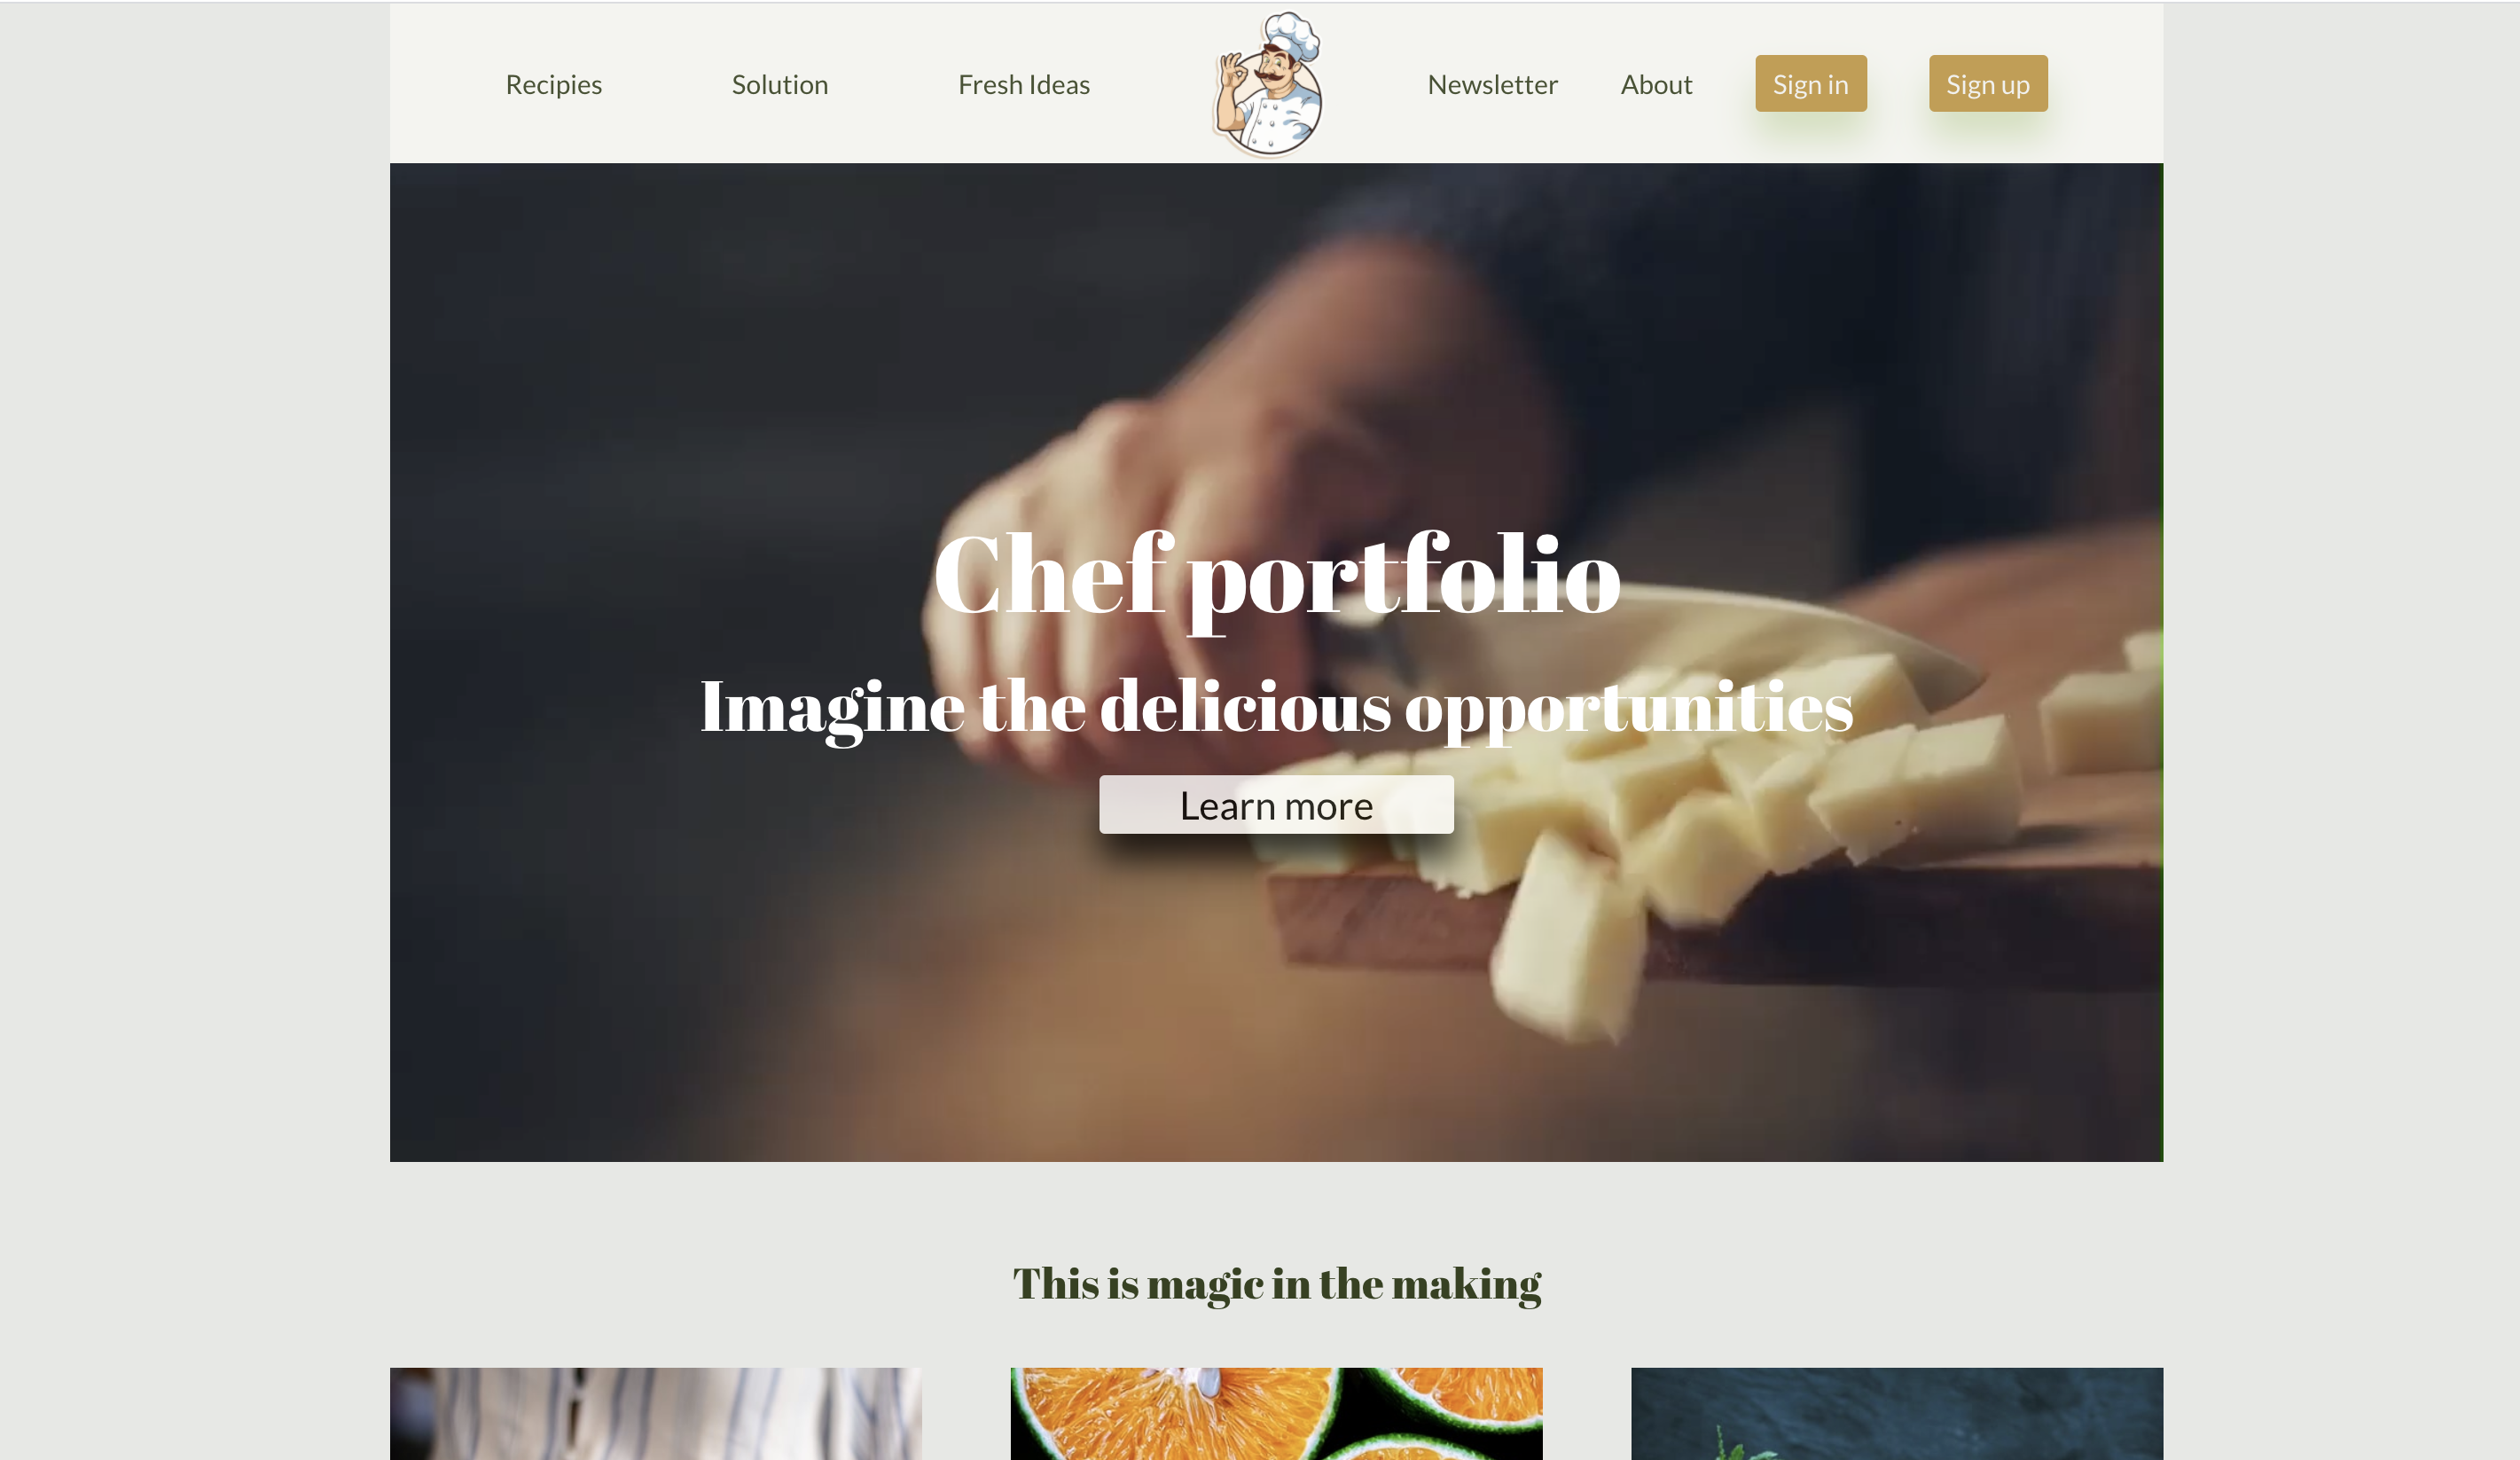 Recipies
Solution
Fresh Ideas
Newsletter
About
Sign in
Sign up
Chef portfolio
Imagine the delicious opportunities
Learn more
This is magic in the making